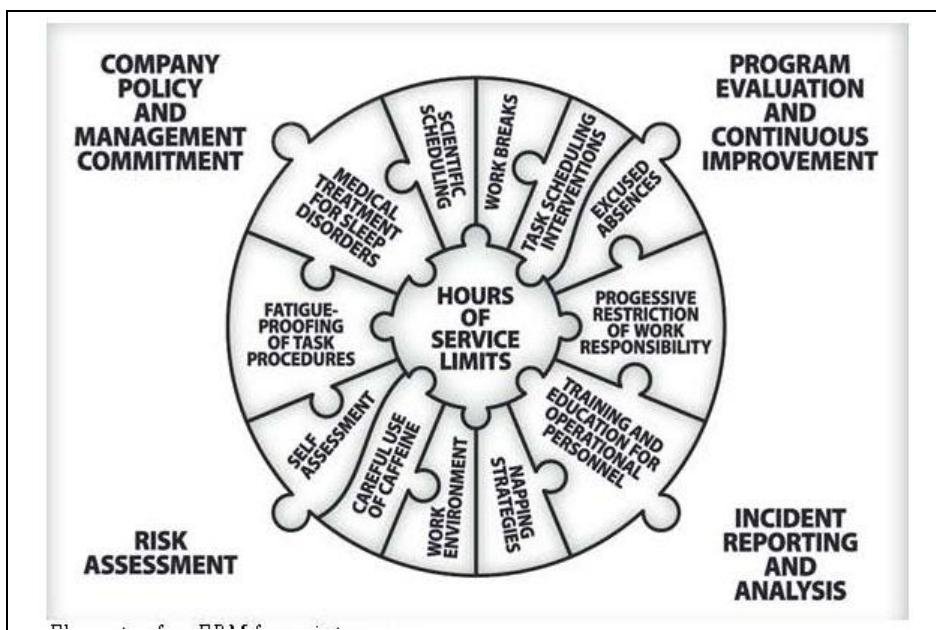 COMPANY
POLICY
AND
MANAGEMENT
COMMITMENT
PROGRAM
EVALUATION
AND
CONTINUOUS
IMPROVEMENT
SCIENTIFIC
SCHEDULING
WORK BREAKS
TASK SCHEDULING
INTERVENTIONS
EXCUSED
ABSENCES
MEDICAL
TREATMENT
FOR SLEEP
DISORDERS
HOURS
OF
SERVICE
LIMITS
FATIGUE-
PROOFING
OF TASK
PROCEDURES
PROGESSIVE
RESTRICTION
OF WORK
RESPONSIBILITY
SELF
ASSESSMENT
CAREFUL USE
OF CAFFEINE
WORK
ENVIRONMENT
NAPPING
STRATEGIES
TRAINING AND
EDUCATION FOR
OPERATIONAL
PERSONNEL
RISK
ASSESSMENT
INCIDENT
REPORTING
AND
ANALYSIS